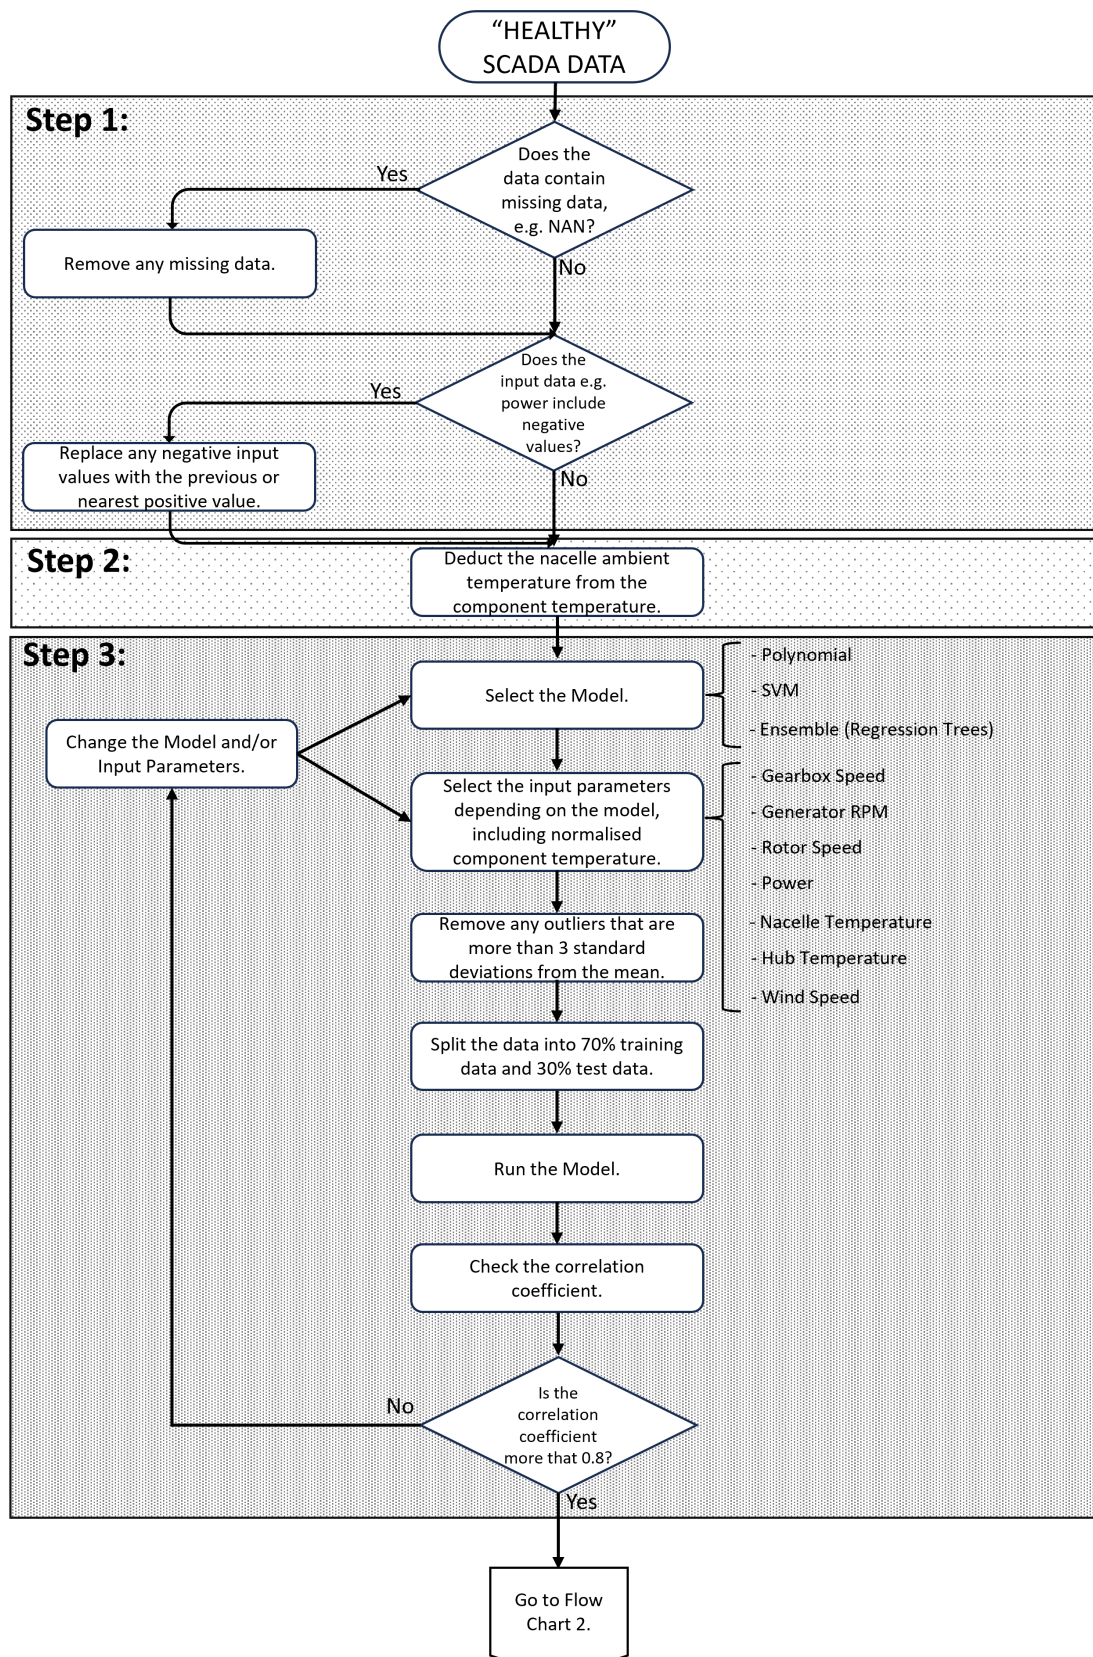 “HEALTHY”
SCADA DATA
Step 1:
Does the
data contain
missing data,
e.g. NAN?
Yes
No
Remove any missing data.
Does the
input data e.g.
power include
negative
values?
Yes
No
Replace any negative input
values with the previous or
nearest positive value.
Step 2:
Deduct the nacelle ambient
temperature from the
component temperature.
Step 3:
Select the Model.
- Polynomial
- SVM
- Ensemble (Regression Trees)
Change the Model and/or
Input Parameters.
Select the input parameters
depending on the model,
including normalised
component temperature.
- Gearbox Speed
- Generator RPM
- Rotor Speed
- Power
- Nacelle Temperature
- Hub Temperature
- Wind Speed
Remove any outliers that are
more than 3 standard
deviations from the mean.
Split the data into 70% training
data and 30% test data.
Run the Model.
Check the correlation
coefficient.
Is the
correlation
coefficient
more that 0.8?
No
Yes
Go to Flow
Chart 2.